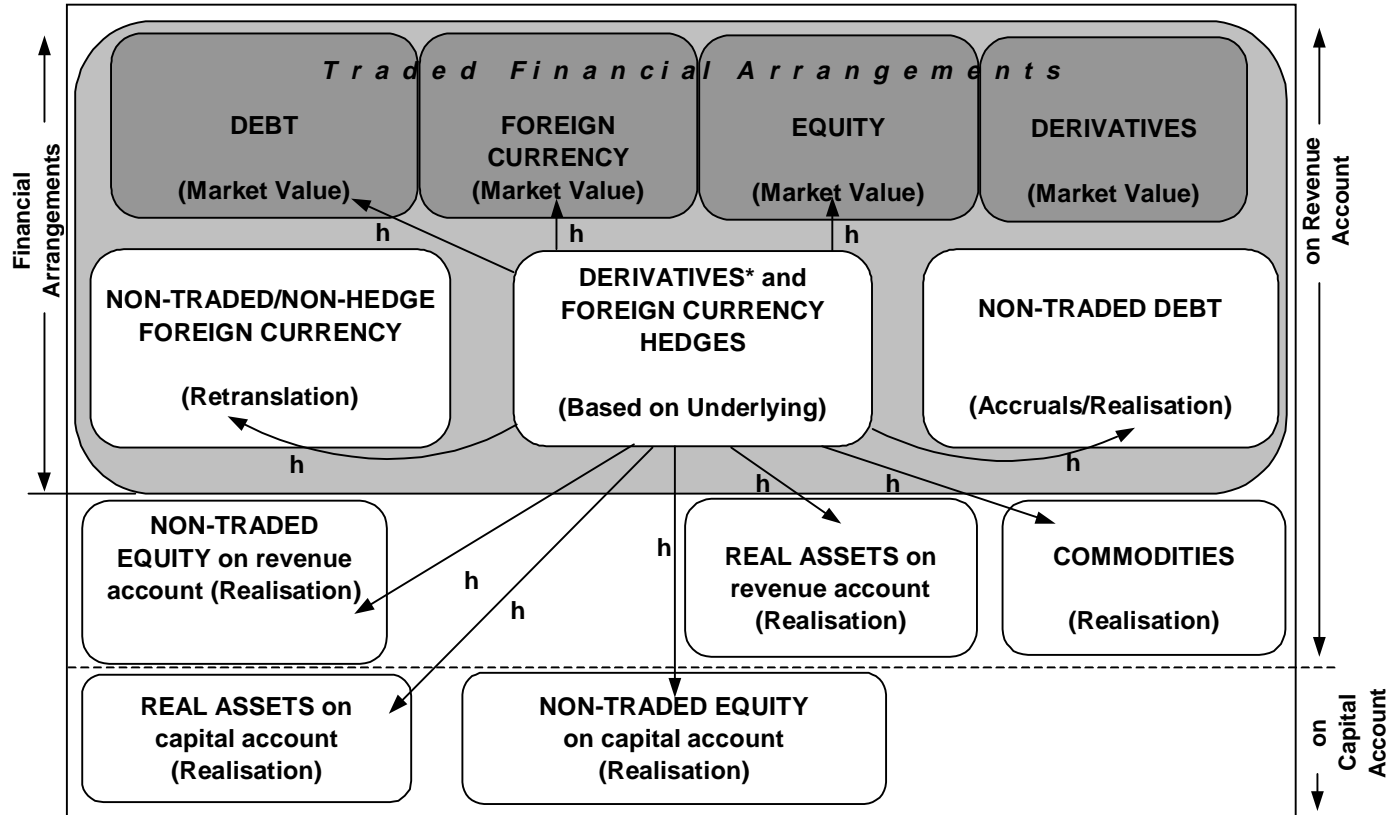 Traded Financial Arrangements
DEBT
(Market Value)
FOREIGN
CURRENCY
(Market Value)
EQUITY
(Market Value)
DERIVATIVES
(Market Value)
Financial
Arrangements
on Revenue
Account
h
h
h
NON-TRADED/NON-HEDGE
FOREIGN CURRENCY
(Retranslation)
DERIVATIVES* and
FOREIGN CURRENCY
HEDGES
(Based on Underlying)
NON-TRADED DEBT
(Accruals/Realisation)
h
h
h
h
h
h
h
NON-TRADED
EQUITY on revenue
account (Realisation)
REAL ASSETS on
revenue account
(Realisation)
COMMODITIES
(Realisation)
REAL ASSETS on
capital account
(Realisation)
NON-TRADED EQUITY
on capital account
(Realisation)
on
Capital
Account